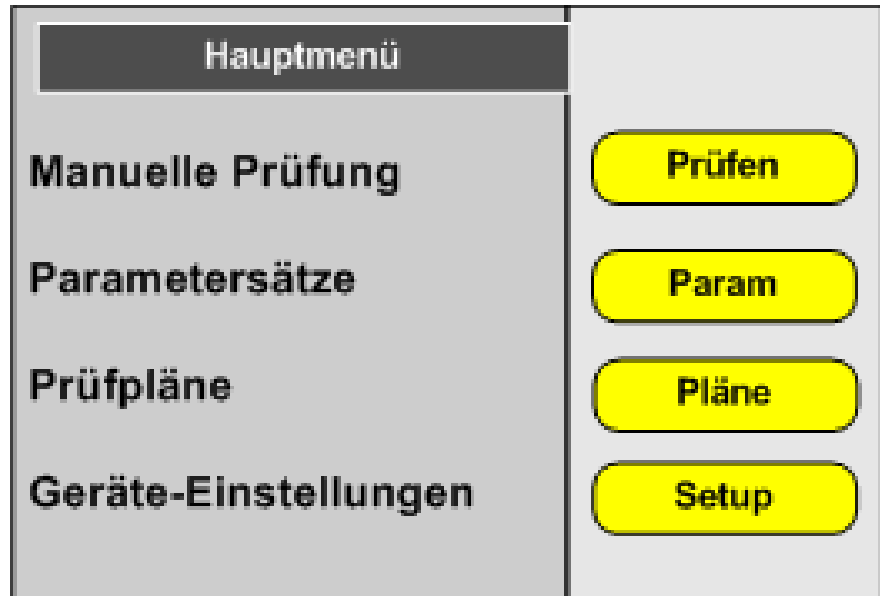 Hauptmenü
Manuelle Prüfung Prüfen
Parametersätze Param
Prüfpläne Pläne
Geräte-Einstellungen Setup